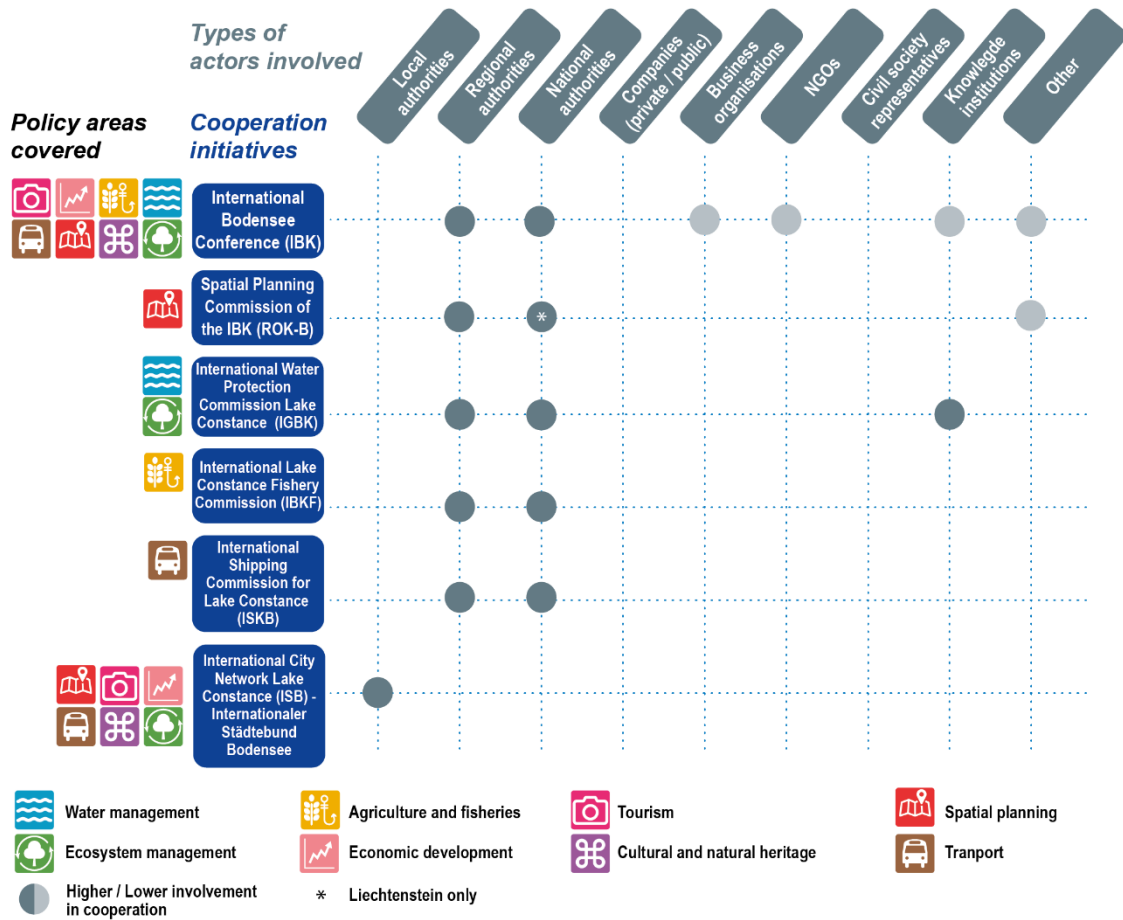 Types of
actors involvded
Local
authorities
Regional
authorities
National
authorities
Companies
(private / public)
Business
organisations
NGOs
Civil society
representatives
Knowlegde
institutions
Other
Policy areas
covered
Cooperation
initiatives
International
Bodensee
Conference (IBK)
Spatial Planning
Commission of
the IBK (ROK-B)
*
International Water
Protection
Commission Lake
Constance (IGBK)
International Lake
Constance Fishery
Commission (IBKF)
International
Shipping
Commission for
Lake Constance
(ISKB)
International City
Network Lake
Constance (ISB) -
Internationaler
Städtebund
Bodensee
Water management
Agriculture and fisheries
Tourism
Spatial planning
Ecosystem management
Economic development
Cultural and natural heritage
Tranport
Higher / Lower involvement
in cooperation
* Liechtenstein only